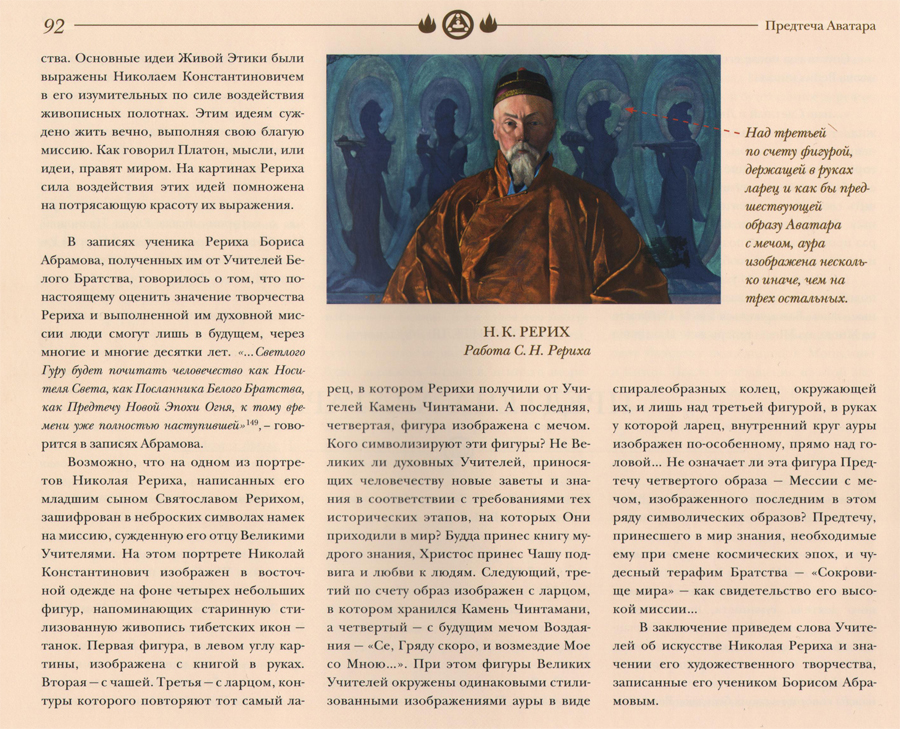 92
Предтеча Аватара
ства. Основные идеи Живой Этики были
выражены Николаем Константиновичем
в его изумительных по силе воздействия
живописных полотнах. Этим идеям суж-
дено жить вечно, выполняя свою благую
миссию. Как говорил Платон, мысли, или
идеи, правят миром. На картинах Рериха
сила воздействия этих идей помножена
на потрясающую красоту их выражения.
В записях ученика Рериха Бориса
Абрамова, полученных им от Учителей Бе-
лого Братства, говорилось о том, что по-
настоящему оценить значение творчества
Рериха и выполненной им духовной мис-
сии люди смогут лишь в будущем, через
многие и многие десятки лет. «...Светлого
Гуру будет почитать человечество как Носи-
теля Света, как Посланника Белого Братства,
как Предтечу Новой Эпохи Огня, к тому вре-
мени уже полностью наступившей»149, – гово-
рится в записях Абрамова.
Возможно, что на одном из портре-
тов Николая Рериха, написанных его
младшим сыном Святославом Рерихом,
зашифрован в неброских символах намек
на миссию, сужденную его отцу Великими
Учителями. На этом портрете Николай
Константинович изображен в восточ-
ной одежде на фоне четырех небольших
фигур, напоминающих старинную сти-
лизованную живопись тибетских икон —
танок. Первая фигура, в левом углу кар-
тины, изображена с книгой в руках.
Вторая — с чашей. Третья — с ларцом, кон-
туры которого повторяют тот самый ла-
Над третьей
по счету фигурой,
держащей в руках
ларец и как бы пред-
шествующей
образу Аватара
с мечом, аура
изображена несколь-
ко иначе, чем на
трех остальных.
Н. К. РЕРИХ
Работа С. Н. Рериха
рец, в котором Рерихи получили от Учи-
телей Камень Чинтамани. А последняя,
четвертая, фигура изображена с мечом.
Кого символизируют эти фигуры? Не Ве-
ликих ли духовных Учителей, принося-
щих человечеству новые заветы и зна-
ния в соответствии с требованиями тех
исторических этапов, на которых Они
приходили в мир? Будда принес книгу му-
дрого знания, Христос принес Чашу под-
вига и любви к людям. Следующий, тре-
тий по счету образ изображен с ларцом,
в котором хранился Камень Чинтамани,
а четвертый — с будущим мечом Воздая-
ния – «Се, Гряду скоро, и возмездие Мое
со Мною...». При этом фигуры Великих
Учителей окружены одинаковыми стили-
зованными изображениями ауры в виде
спиралеобразных колец, окружающей
их, и лишь над третьей фигурой, в руках
у которой ларец, внутренний круг ауры
изображен по-особенному, прямо над го-
ловой... Не означает ли эта фигура Пред-
течу четвертого образа — Мессии с ме-
чом, изображенного последним в этом
ряду символических образов? Предтечу,
принесшего в мир знания, необходимые
ему при смене космических эпох, и чу-
десный терафим Братства — «Сокрови-
ще мира» — как свидетельство его высо-
кой миссии...
В заключение приведем слова Учите-
лей об искусстве Николая Рериха и зна-
чении его художественного творчества,
записанные его учеником Борисом Абра-
мовым.